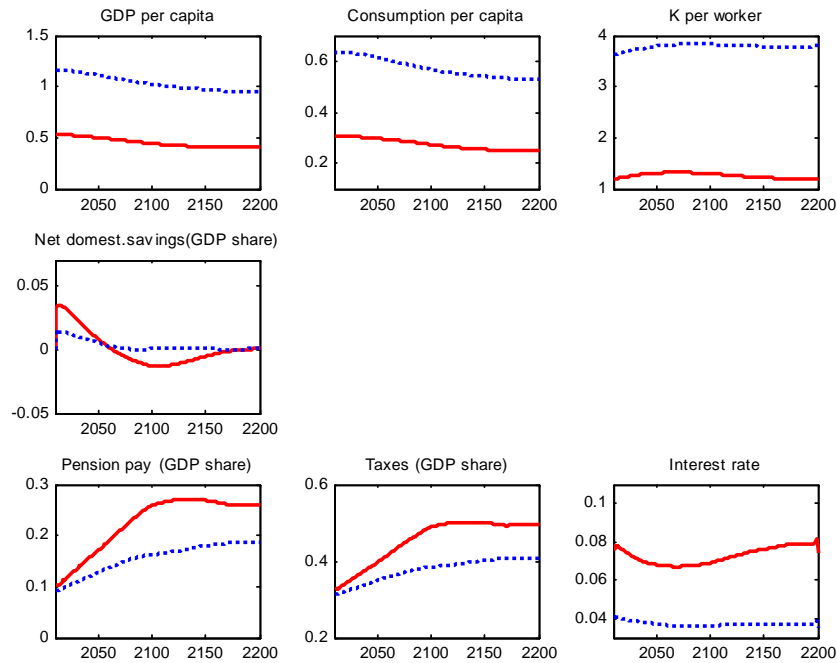 GDP per capita Consumption per capita K per worker
1.5
1
0.5
0
2050 2100 2150 2200
0.6
0.4
0.2
2050 2100 2150 2200
4
3
2
1
2050 2100 2150 2200
Net domest.savings(GDP share)
0.05
0
-0.05
2050 2100 2150 2200
Pension pay (GDP share) Taxes (GDP share) Interest rate
0.3
0.2
0.1
0
2050 2100 2150 2200
0.6
0.4
0.2
2050 2100 2150 2200
0.1
0.08
0.06
0.04
2050 2100 2150 2200